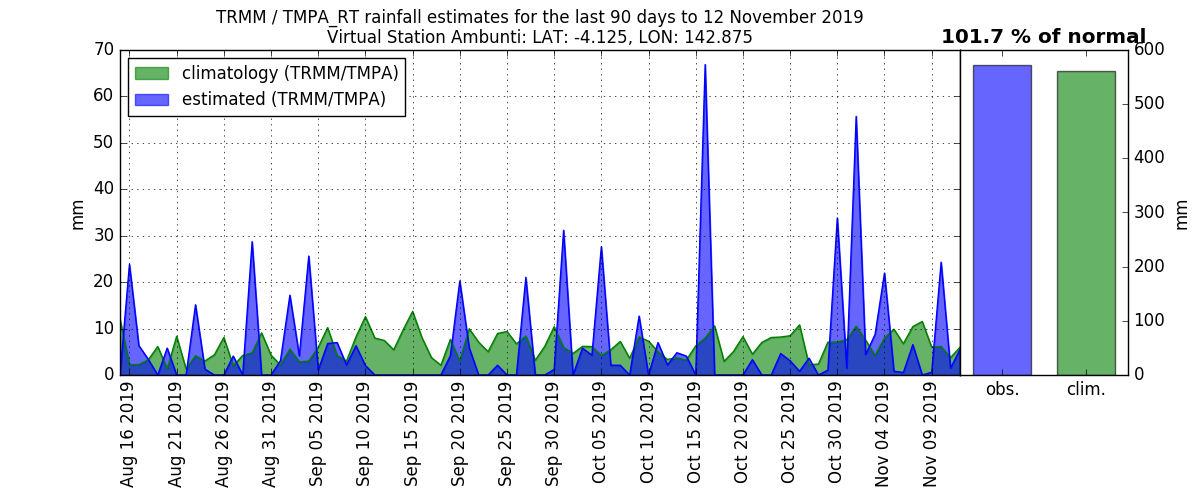 TRMM / TMPA_RT rainfall estimates for the last 90 days to 12 November 2019
Virtual Station Ambunti: LAT: -4.125, LON: 142.875
101.7 % of normal
climatology (TRMM/TMPA)
estimated (TRMM/TMPA)
70
60
50
40
30
20
10
0
mm
Aug 16 2019
Aug 21 2019
Aug 26 2019
Aug 31 2019
Sep 05 2019
Sep 10 2019
Sep 15 2019
Sep 20 2019
Sep 25 2019
Sep 30 2019
Oct 05 2019
Oct 10 2019
Oct 15 2019
Oct 20 2019
Oct 25 2019
Oct 30 2019
Nov 04 2019
Nov 09 2019
obs.
clim.
600
500
400
300
200
100
0
mm